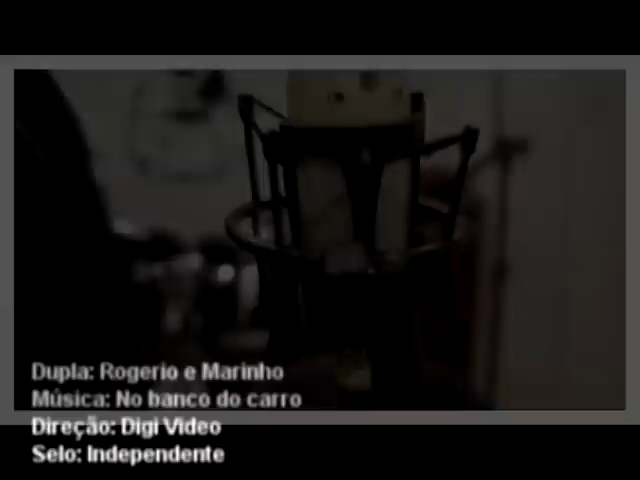 Dupla: Rogerio e Marinho
Música: No banco do carro
Direção: Digi Video
Selo: Independente